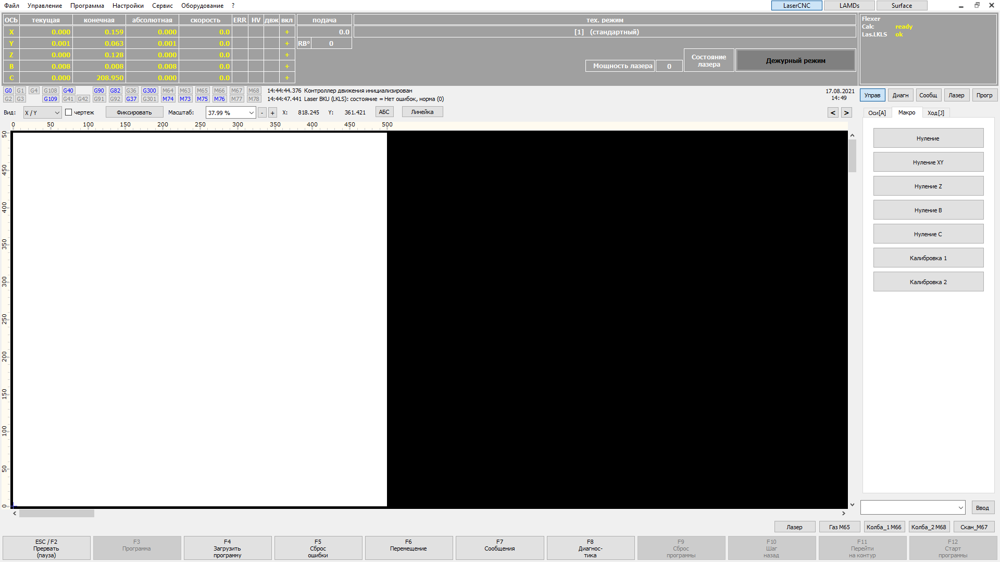 Файл Управление Программа Настройки Сервис Оборудование ? LaserCNC LAMDs Surface
ОСЬ текущая конечная абсолютная скорость ERR HV движ вкл подача тех. режим
X 0.000 0.159 0.000 0.0 + 0.0 [1] (стандартный)
Y 0.001 0.063 0.001 0.0 + RB° 0
Z 0.000 0.128 0.000 0.0 +
B 0.008 0.008 0.008 0.0 +
C 0.000 208.950 0.000 0.0 +
Мощность лазера 0
Состояние
лазера
Дежурный режим
Flexer
Calc ready
Las.LKLS ok
G0 G1 G4 G108 G40 G90 G82 G36 G300 M64 M63 M65 M66 M67 M68 14:44:44.376 Контроллер движения инициализирован
G2 G3 G109 G41 G42 G91 G92 G37 G301 M74 M73 M75 M76 M77 M78 14:44:47.441 Laser BKU (LKLS): состояние = Нет ошибок, норма (0)
17.08.2021
14:49
Управ Диагн Сообщ Лазер Прогр
Вид: X / Y чертеж Фиксировать Масштаб: 37.99 % - + X: 818.245 Y: 361.421 АБС Линейка < >
Оси[A] Макро Ход[J]
0 50 100 150 200 250 300 350 400 450 500
50
450
400
350
300
250
200
150
100
50
0
Нуление
Нуление XY
Нуление Z
Нуление B
Нуление C
Калибровка 1
Калибровка 2
Ввод
Лазер Газ M65 Колба_1 M66 Колба_2 M68 Скан_M67
ESC / F2
Прервать
(пауза)
F3
Программа
F4
Загрузить
программу
F5
Сброс
ошибки
F6
Перемещение
F7
Сообщения
F8
Диагнос-
тика
F9
Сброс
программы
F10
Шаг
назад
F11
Перейти
на контур
F12
Старт
программы